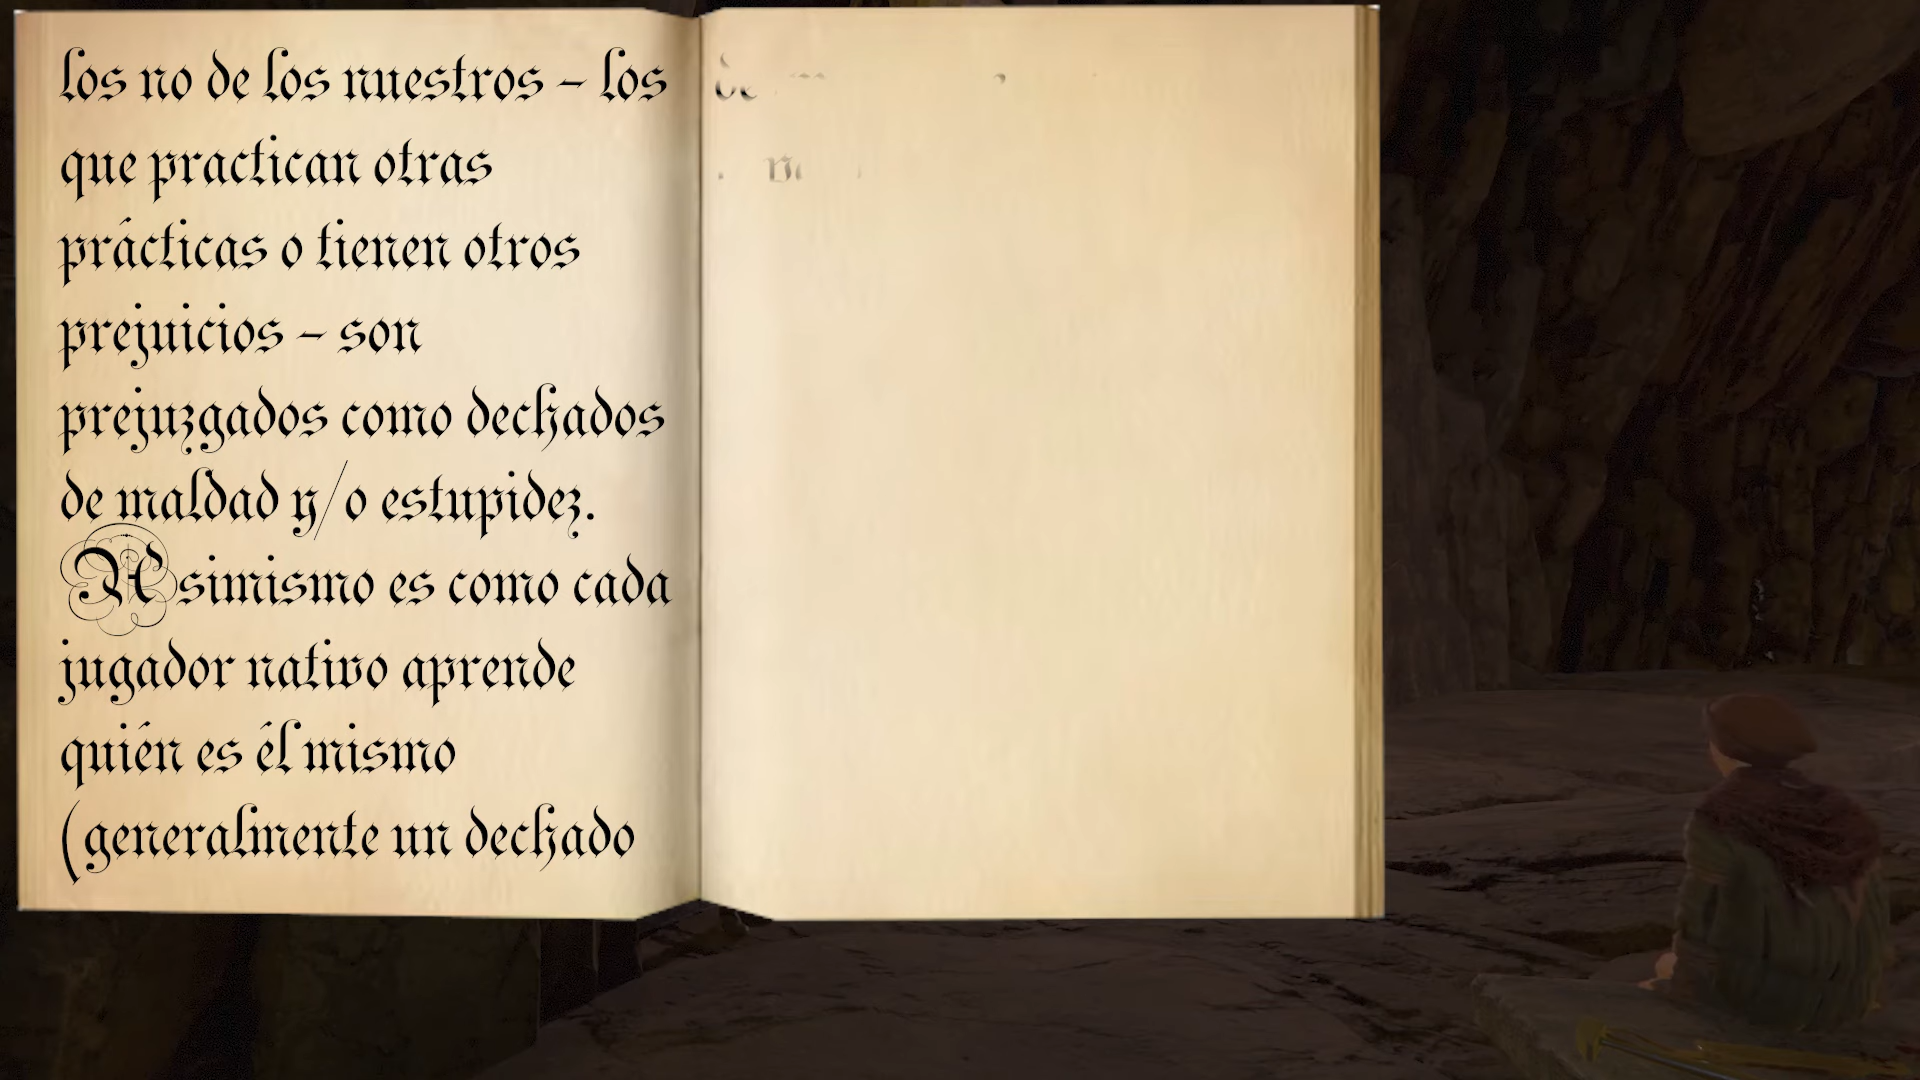 los no de los nuestros – los
que practican otras
prácticas o tienen otros
prejuicios – son
prejuzgados como dechados
de maldad y/o estupidez.
Asimismo es como cada
jugador nativo aprende
quién es él mismo
(generalmente un dechado
de